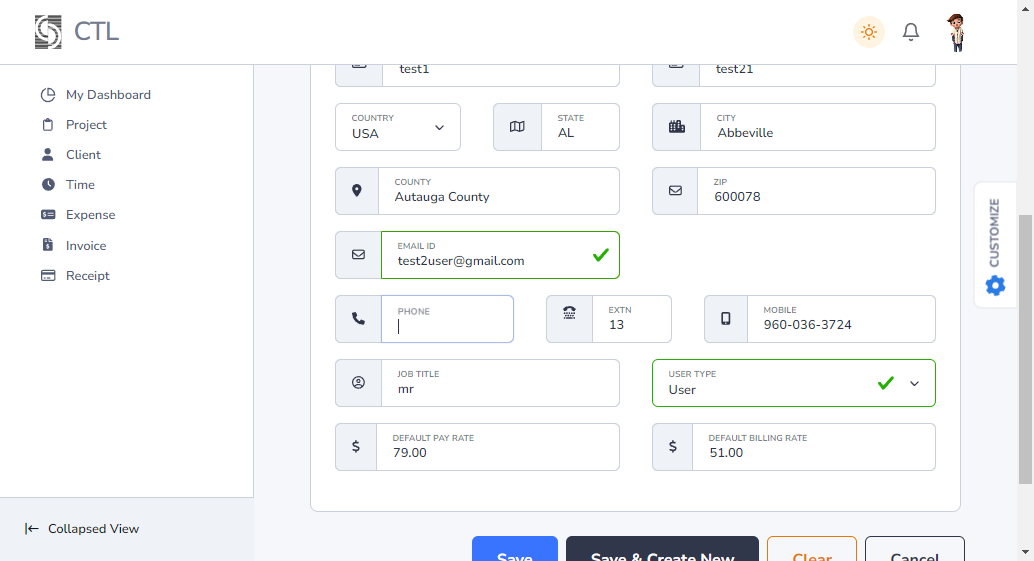 CTL
My Dashboard
Project
Client
Time
Expense
Invoice
Receipt
Collapsed View
test1
test21
COUNTRY
USA
STATE
AL
CITY
Abbeville
COUNTY
Autauga County
ZIP
600078
EMAIL ID
test2user@gmail.com
PHONE
EXTN
13
MOBILE
960-036-3724
JOB TITLE
mr
USER TYPE
User
DEFAULT PAY RATE
79.00
DEFAULT BILLING RATE
51.00
Save
Save & Create New
Clear
Cancel
CUSTOMIZE